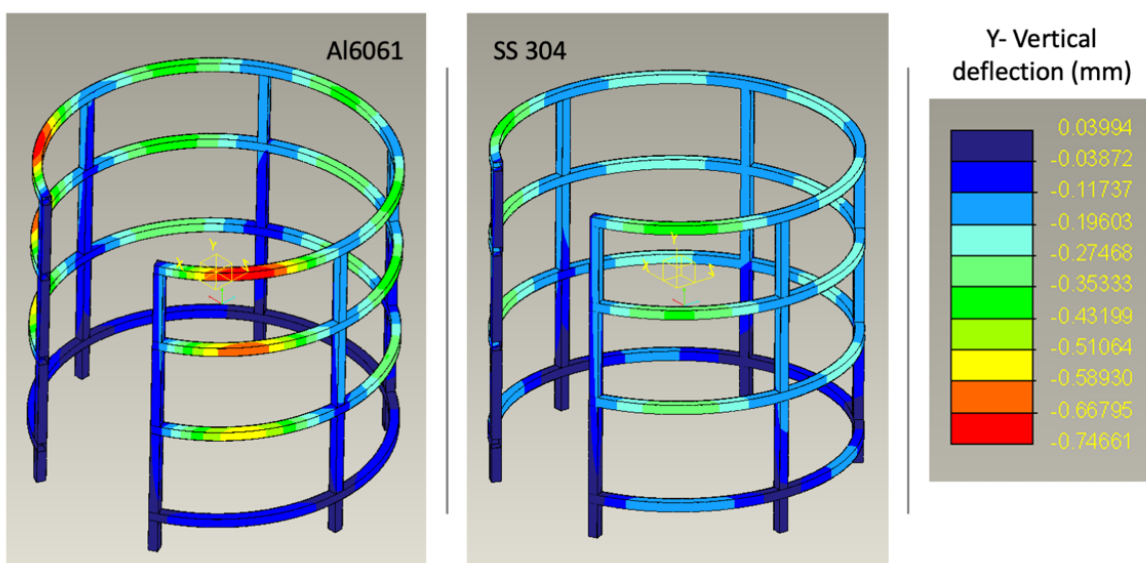 Al6061
SS 304
Y- Vertical
deflection (mm)
0.03994
-0.03872
-0.11737
-0.19603
-0.27468
-0.35333
-0.43199
-0.51064
-0.58930
-0.66795
-0.74661
Y
Y